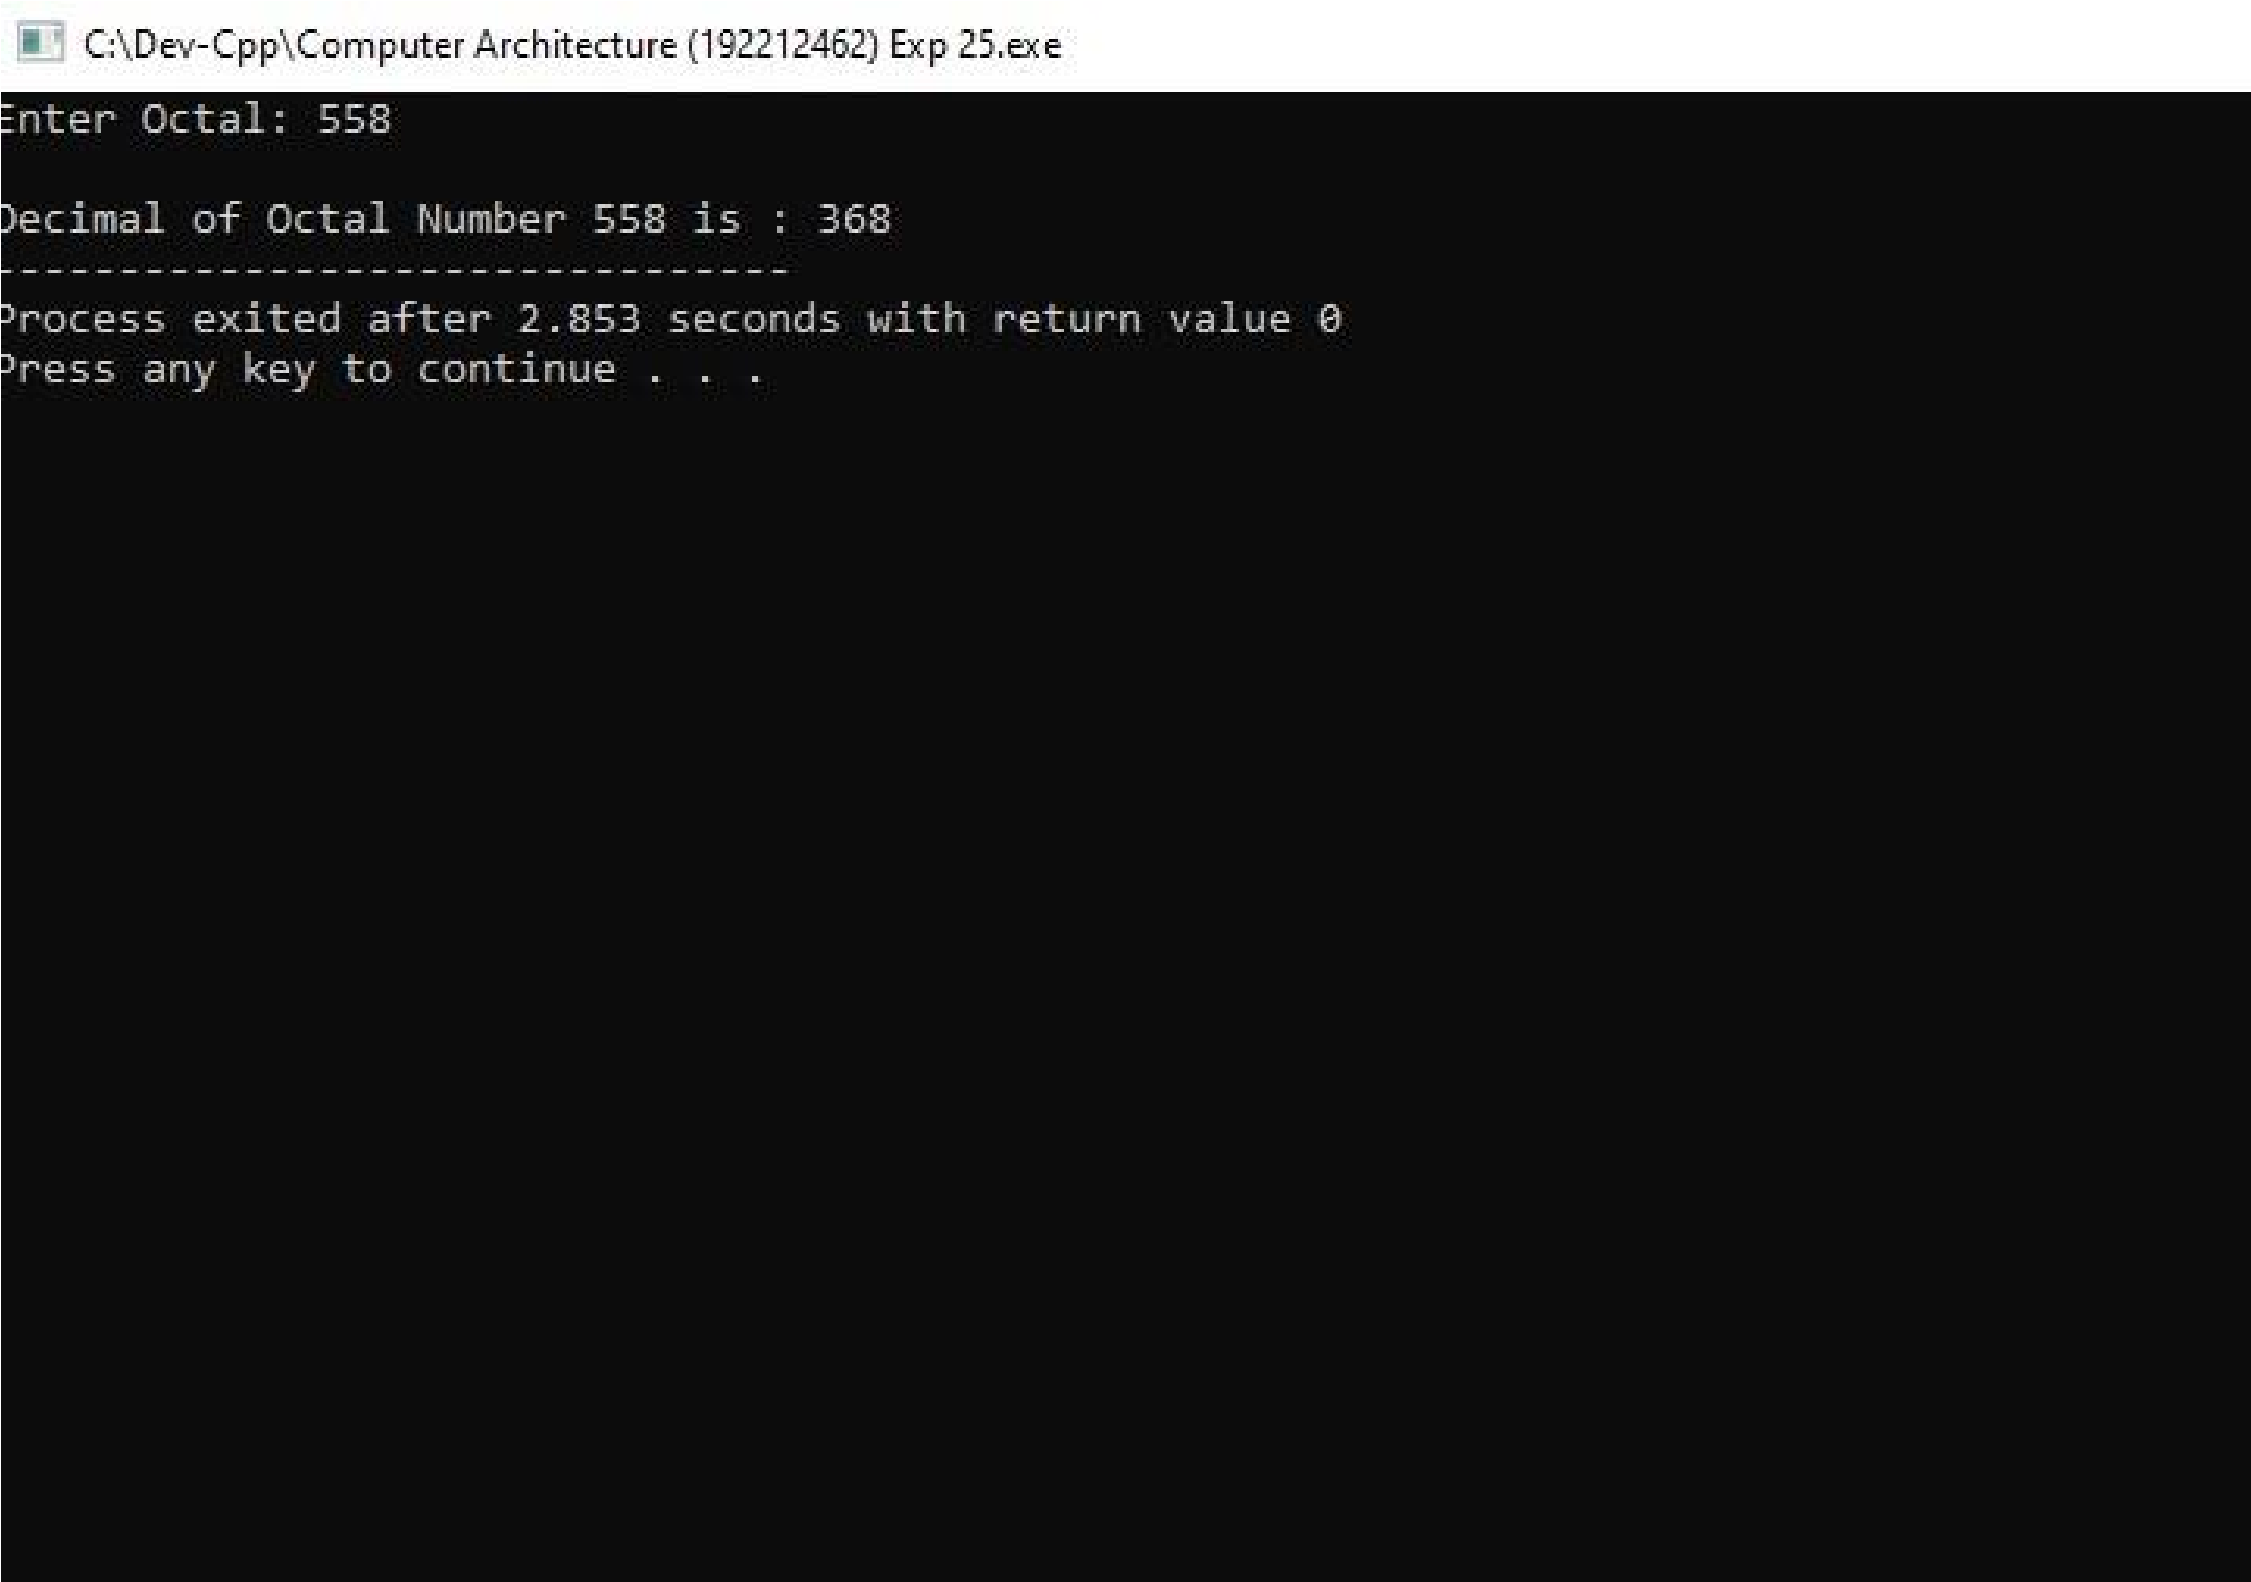 C:\Dev-Cpp\Computer Architecture (192212462) Exp 25.exe
Enter Octal: 558
Decimal of Octal Number 558 is : 368
--------------------------------
Process exited after 2.853 seconds with return value 0
Press any key to continue . . .